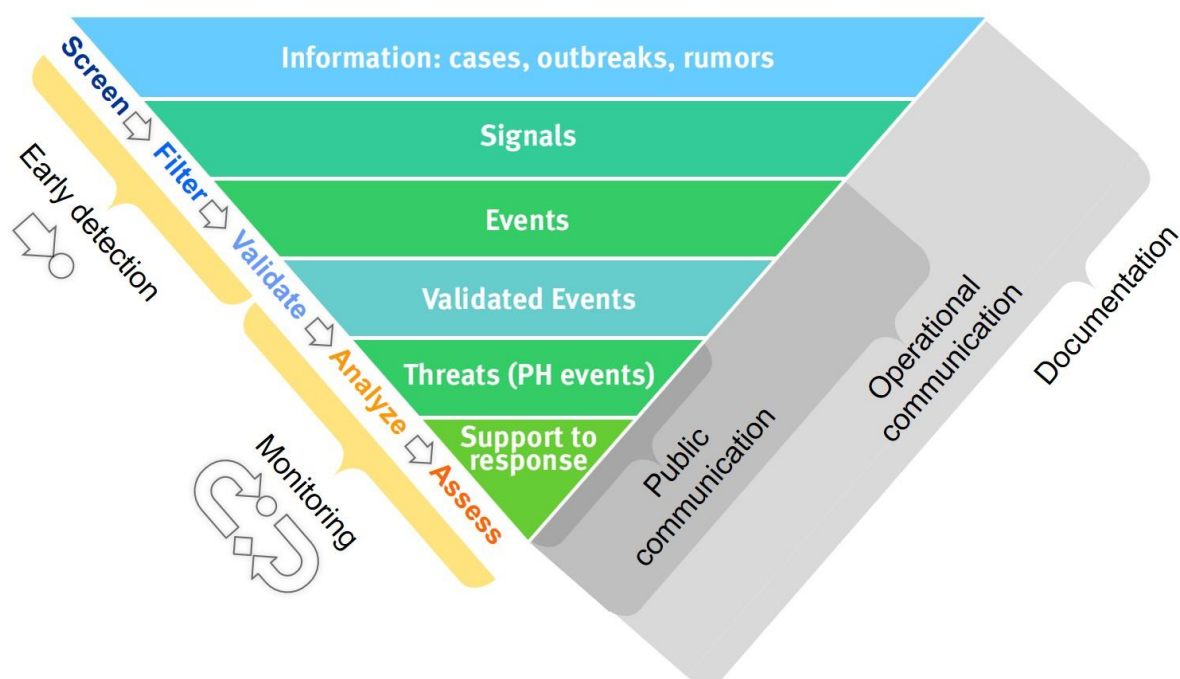 Information: cases, outbreaks, rumors
Signals
Events
Validated Events
Threats (PH events)
Support to
response
Screen
Filter
Validate
Analyze
Assess
Early detection
Monitoring
Public
communication
Operational
communication
Documentation